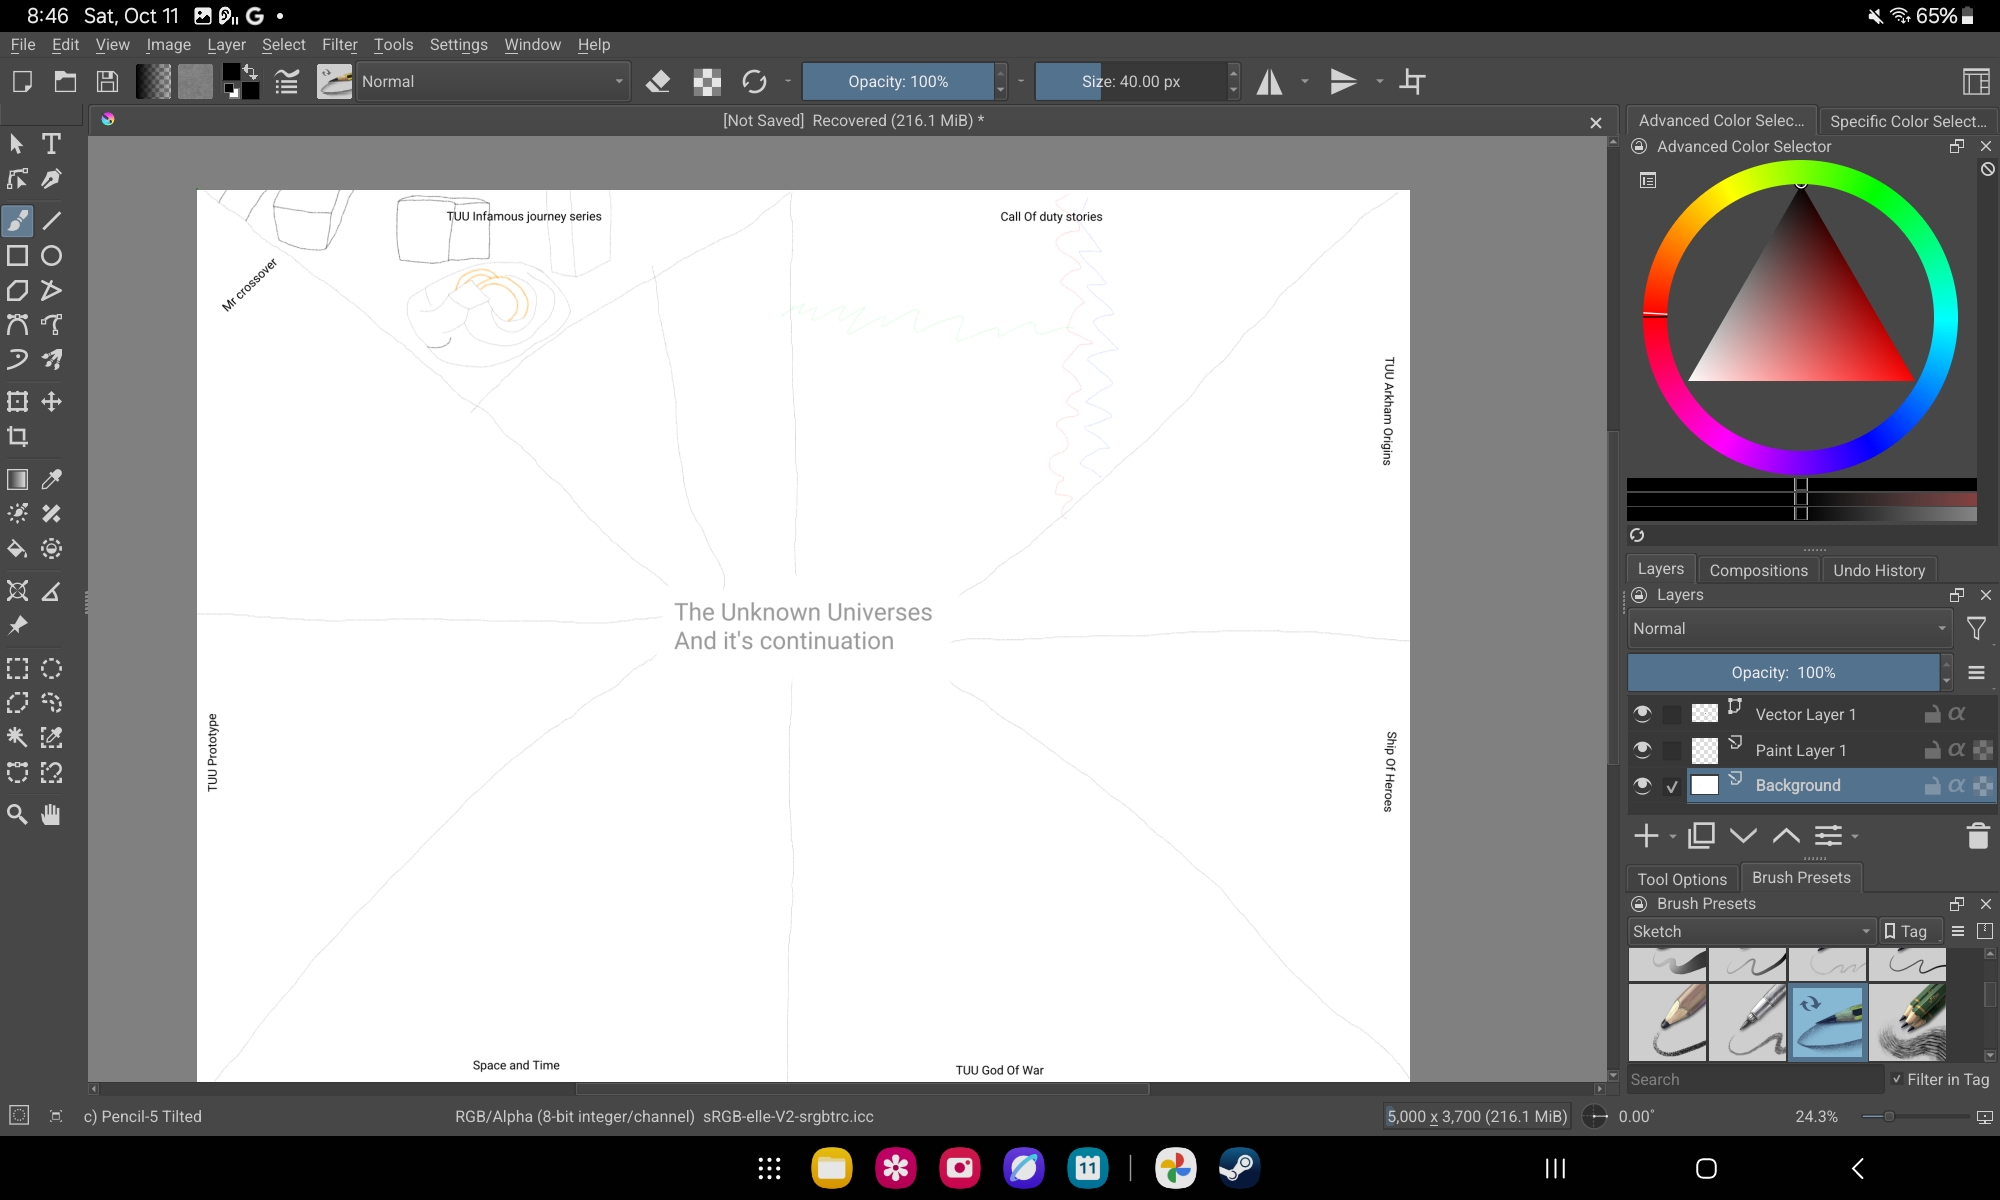 8:46 Sat, Oct 11
65%
File Edit View Image Layer Select Filter Tools Settings Window Help
Normal
Opacity: 100%
Size: 40.00 px
[Not Saved] Recovered (216.1 MiB) *
Advanced Color Selec...
Specific Color Select...
Advanced Color Selector
TUU Infamous journey series
Call Of duty stories
Mr crossover
TUU Arkham Origins
The Unknown Universes
And it's continuation
TUU Prototype
Ship Of Heroes
Space and Time
TUU God Of War
Layers
Compositions
Undo History
Layers
Normal
Opacity: 100%
Vector Layer 1
Paint Layer 1
Background
Tool Options
Brush Presets
Brush Presets
Sketch
Tag
Search
Filter in Tag
c) Pencil-5 Tilted
RGB/Alpha (8-bit integer/channel) sRGB-elle-V2-srgbtrc.icc
5,000 x 3,700 (216.1 MiB)
0.00°
24.3%
11